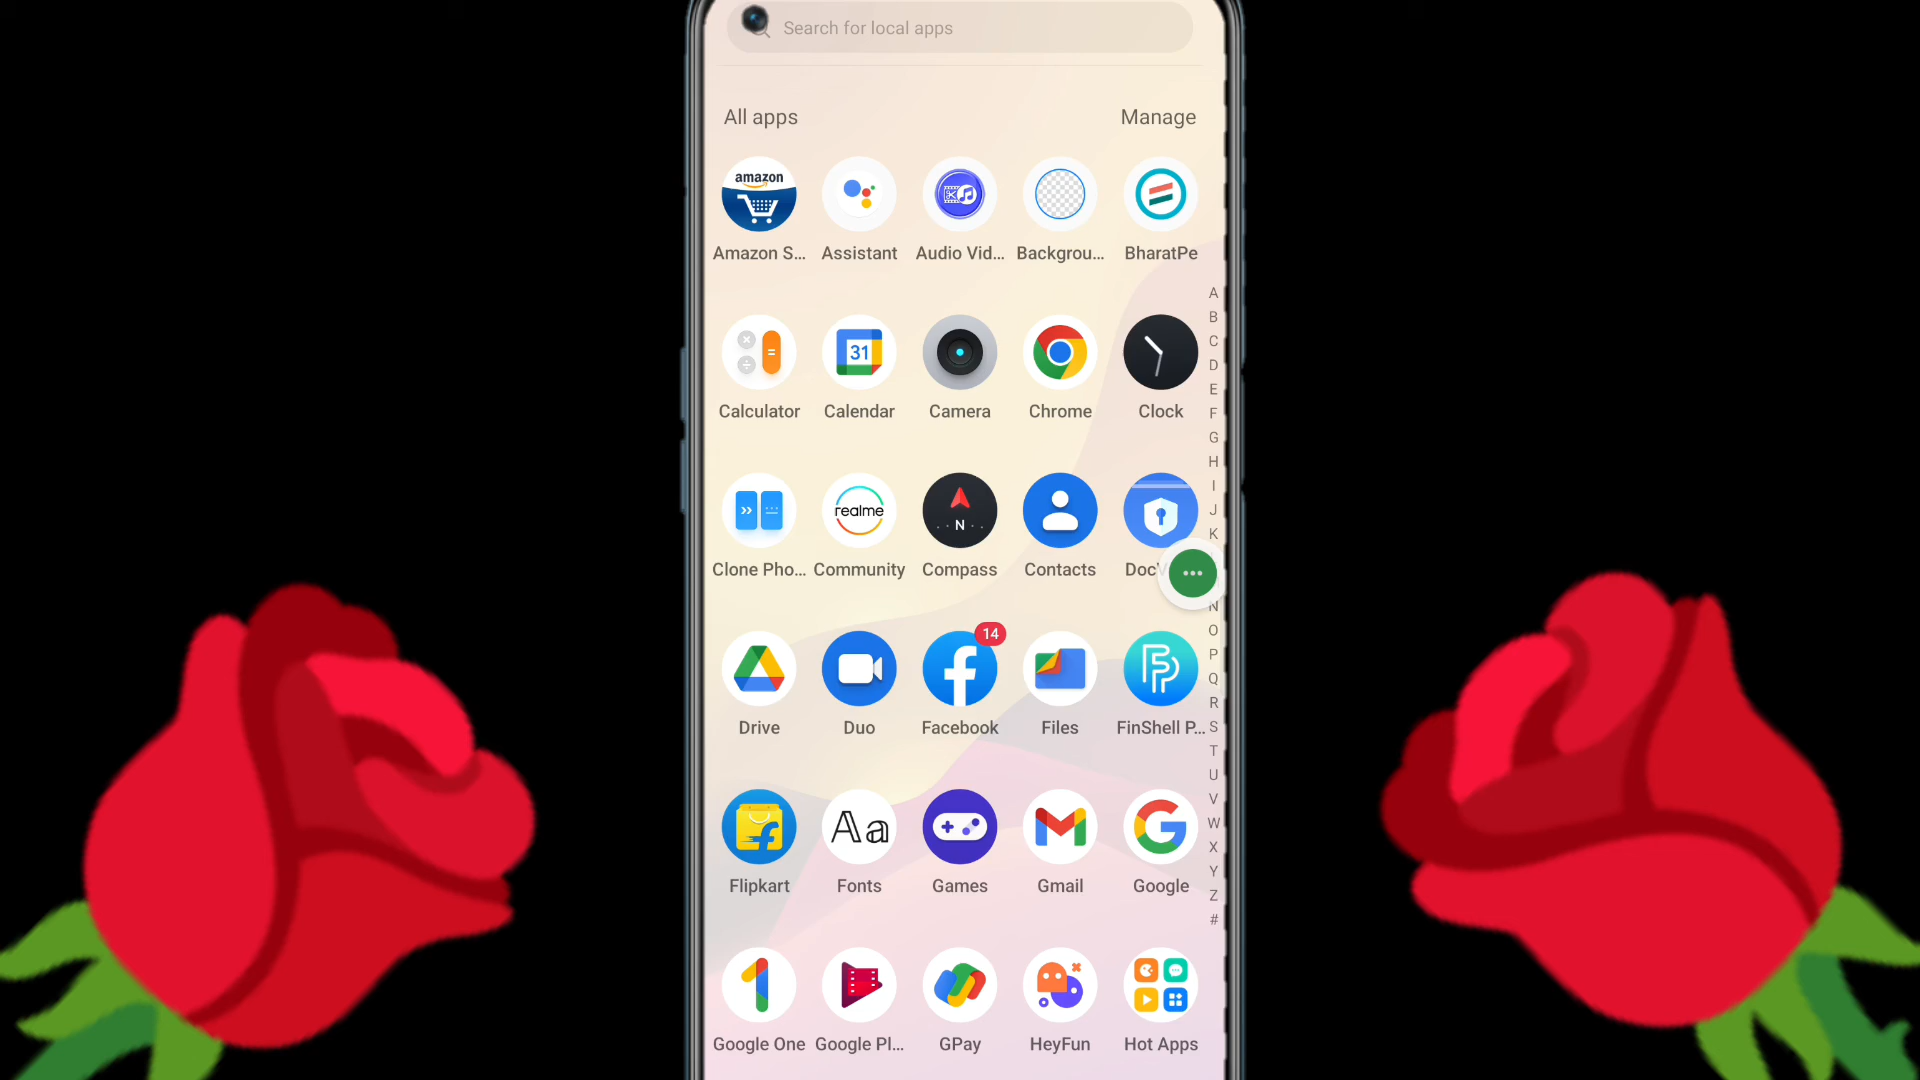 Search for local apps
All apps
Manage
amazon
Amazon S...
Assistant
Audio Vid...
Backgrou...
BharatPe
31
Calculator
Calendar
Camera
Chrome
Clock
realme
N
Clone Pho...
Community
Compass
Contacts
Doc
14
Drive
Duo
Facebook
Files
FinShell P...
Aa
Flipkart
Fonts
Games
Gmail
Google
Google One
Google Pl...
GPay
HeyFun
Hot Apps
A
B
C
D
E
F
G
H
I
J
K
N
O
P
Q
R
S
T
U
V
W
X
Y
Z
#